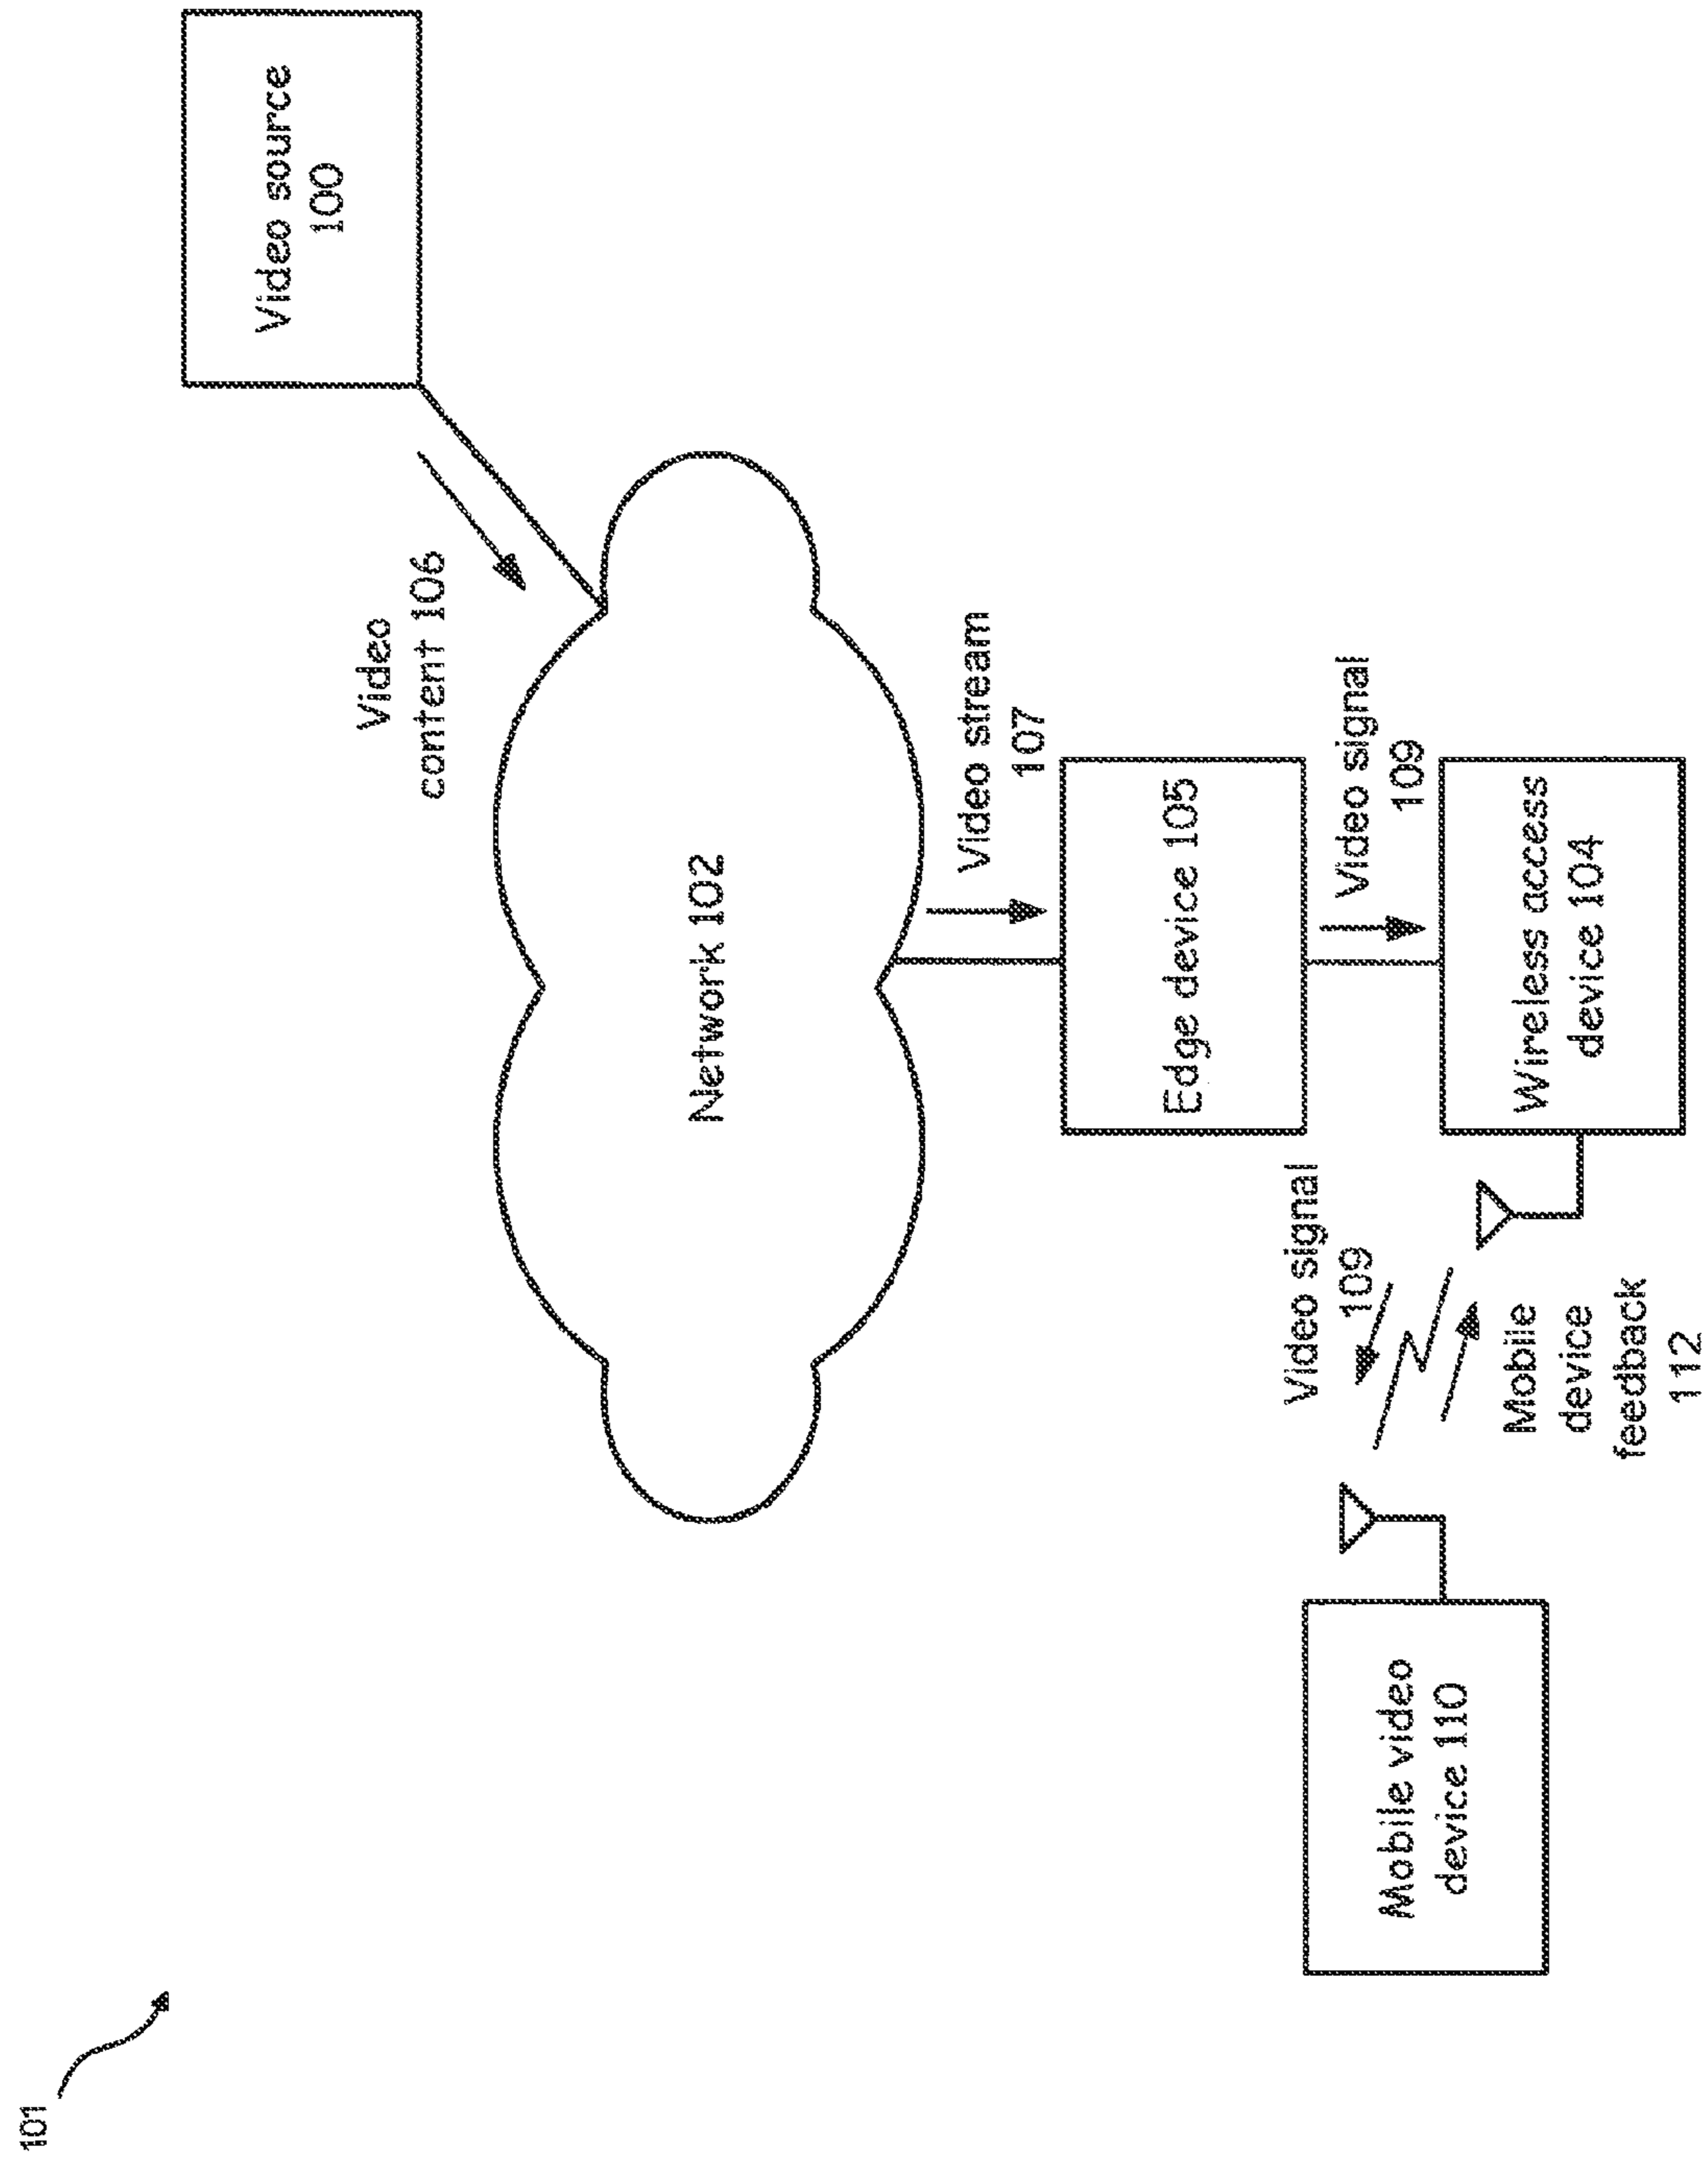 101
Video source
100
Video
content 106
Network 102
Video stream
107
Edge device 105
Video signal
109
Wireless access
device 104
Video signal
109
Mobile
device
feedback
112
Mobile video
device 110